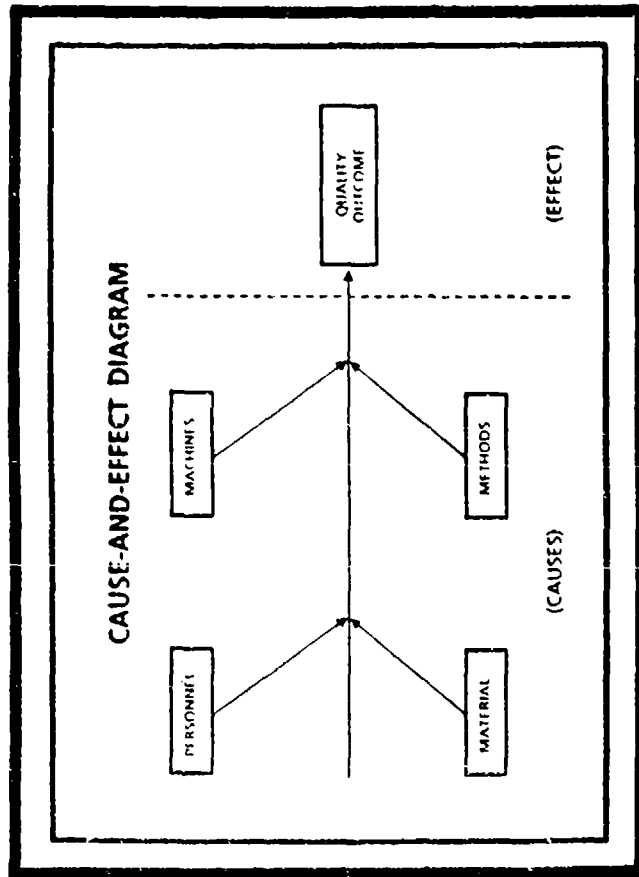 CAUSE-AND-EFFECT DIAGRAM
PERSONNEL
MACHINES
QUALITY
OUTCOME
MATERIAL
METHODS
(CAUSES)
(EFFECT)